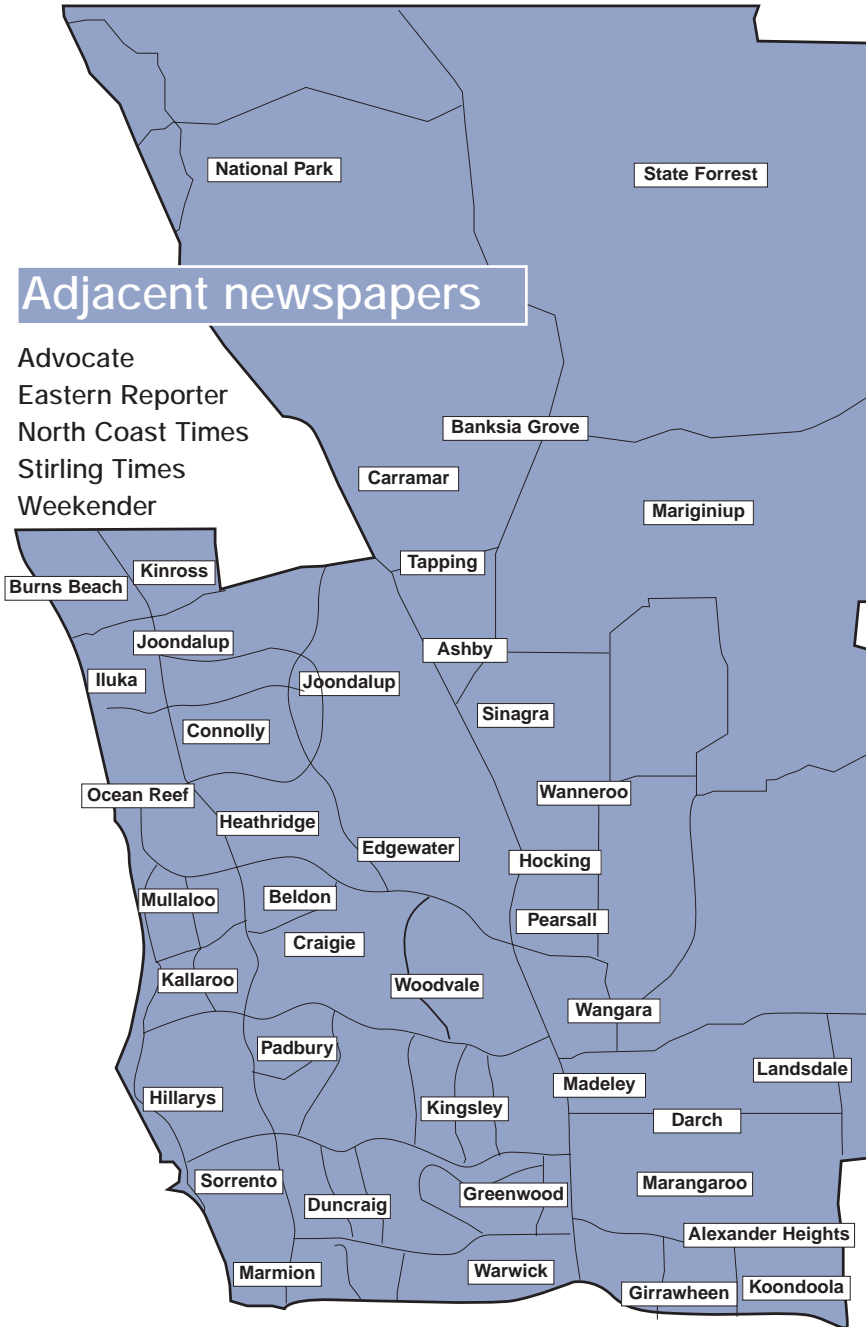 National Park
State Forrest
Adjacent newspapers
Advocate
Eastern Reporter
North Coast Times
Stirling Times
Weekender
Banksia Grove
Carramar
Mariginiup
Tapping
Kinross
Burns Beach
Joondalup
Ashby
Iluka
Joondalup
Sinagra
Connolly
Wanneroo
Ocean Reef
Heathridge
Edgewater
Hocking
Mullaloo
Beldon
Pearsall
Craigie
Kallaroo
Woodvale
Wangara
Padbury
Landsdale
Madeley
Hillarys
Kingsley
Darch
Sorrento
Marangaroo
Greenwood
Duncraig
Alexander Heights
Marmion
Warwick
Koondoola
Girrawheen